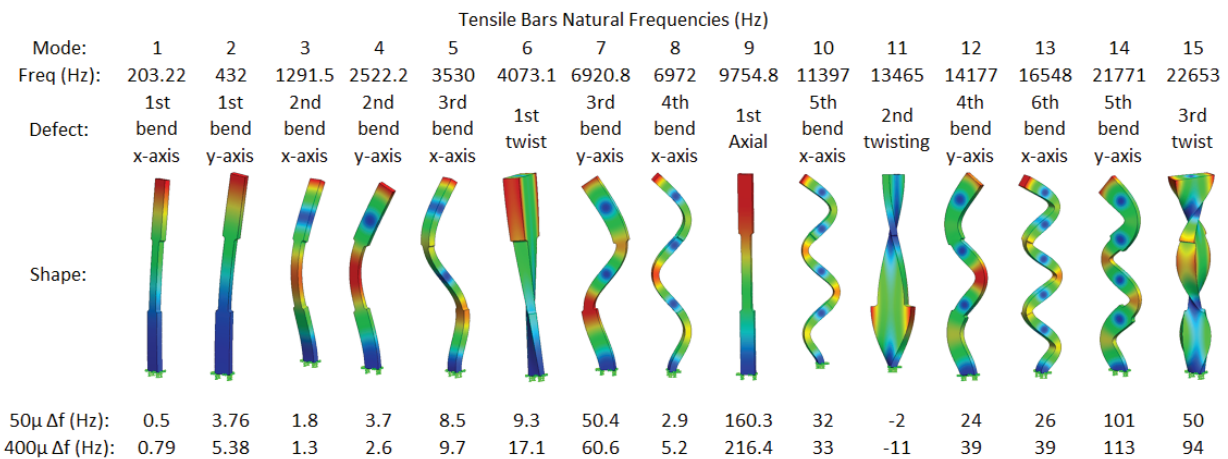 Tensile Bars Natural Frequencies (Hz)
Mode: 1 2 3 4 5 6 7 8 9 10 11 12 13 14 15
Freq (Hz): 203.22 432 1291.5 2522.2 3530 4073.1 6920.8 6972 9754.8 11397 13465 14177 16548 21771 22653
Defect: 1st bend x-axis 1st bend y-axis 2nd bend x-axis 2nd bend y-axis 3rd bend x-axis 1st twist 3rd bend y-axis 4th bend x-axis 1st Axial 5th bend x-axis 2nd twisting 4th bend y-axis 6th bend x-axis 5th bend y-axis 3rd twist
Shape:
50µ Δf (Hz): 0.5 3.76 1.8 3.7 8.5 9.3 50.4 2.9 160.3 32 -2 24 26 101 50
400µ Δf (Hz): 0.79 5.38 1.3 2.6 9.7 17.1 60.6 5.2 216.4 33 -11 39 39 113 94